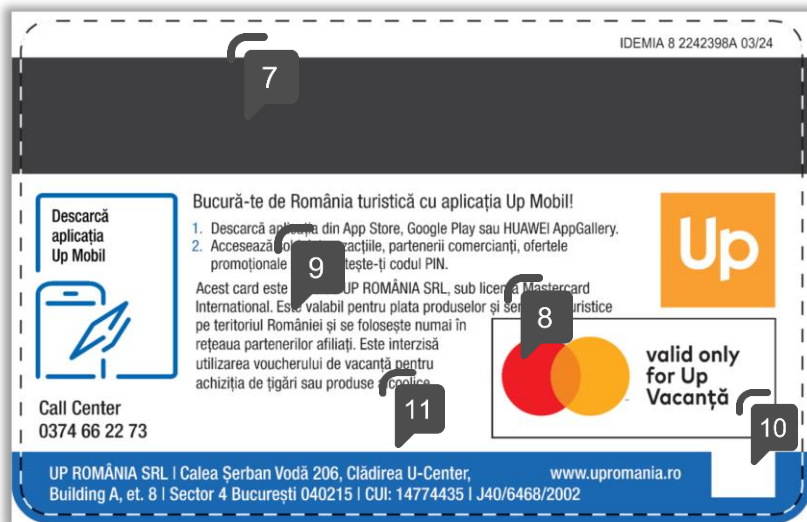 IDEMIA 8 2242398A 03/24
7
Descarcă
aplicația
Up Mobil
Bucură-te de România turistică cu aplicația Up Mobil!
1. Descarcă aplicația din App Store, Google Play sau HUAWEI AppGallery.
2. Accesează partenerii comercianți, ofertele
promoționale codul PIN.
9
Acest card este UP ROMÂNIA SRL, sub licența Mastercard
International. Este valabil pentru plata produselor și turistice
pe teritoriul României și se folosește numai în
rețeaua partenerilor afiliați. Este interzisă
utilizarea voucherului de vacanță pentru
achiziția de țigări sau produse alcoolice
Up
8
valid only
for Up
Vacanță
10
11
Call Center
0374 66 22 73
UP ROMÂNIA SRL | Calea Șerban Vodă 206, Clădirea U-Center,
Building A, et. 8 | Sector 4 București 040215 | CUI: 14774435 | J40/6468/2002
www.upromania.ro